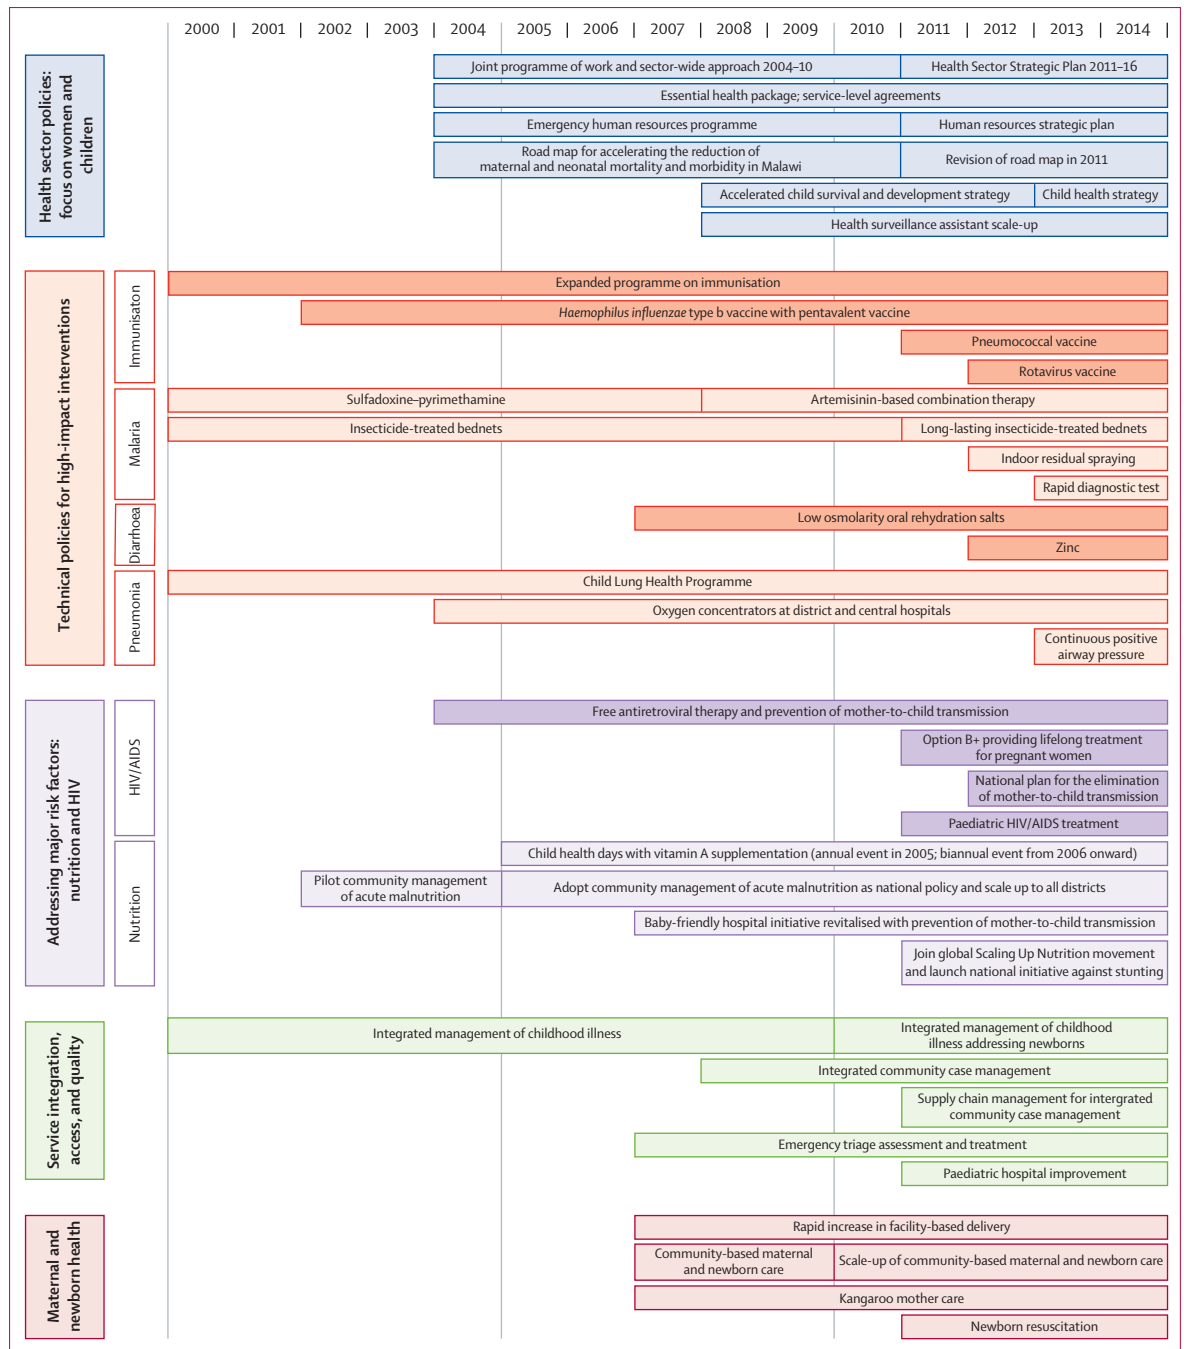 2000 | 2001 | 2002 | 2003 | 2004 | 2005 | 2006 | 2007 | 2008 | 2009 | 2010 | 2011 | 2012 | 2013 | 2014 |
Health sector policies:
focus on women and
children
Joint programme of work and sector-wide approach 2004–10
Health Sector Strategic Plan 2011–16
Essential health package; service-level agreements
Emergency human resources programme
Human resources strategic plan
Road map for accelerating the reduction of
maternal and neonatal mortality and morbidity in Malawi
Revision of road map in 2011
Accelerated child survival and development strategy
Child health strategy
Health surveillance assistant scale-up
Technical policies for high-impact interventions
Immunisaton
Expanded programme on immunisation
Haemophilus influenzae type b vaccine with pentavalent vaccine
Pneumococcal vaccine
Rotavirus vaccine
Malaria
Sulfadoxine–pyrimethamine
Artemisinin-based combination therapy
Insecticide-treated bednets
Long-lasting insecticide-treated bednets
Indoor residual spraying
Rapid diagnostic test
Diarrhoea
Low osmolarity oral rehydration salts
Zinc
Pneumonia
Child Lung Health Programme
Oxygen concentrators at district and central hospitals
Continuous positive
airway pressure
Addressing major risk factors:
nutrition and HIV
HIV/AIDS
Free antiretroviral therapy and prevention of mother-to-child transmission
Option B+ providing lifelong treatment
for pregnant women
National plan for the elimination
of mother-to-child transmission
Paediatric HIV/AIDS treatment
Nutrition
Child health days with vitamin A supplementation (annual event in 2005; biannual event from 2006 onward)
Pilot community management
of acute malnutrition
Adopt community management of acute malnutrition as national policy and scale up to all districts
Baby-friendly hospital initiative revitalised with prevention of mother-to-child transmission
Join global Scaling Up Nutrition movement
and launch national initiative against stunting
Service integration,
access, and quality
Integrated management of childhood illness
Integrated management of childhood
illness addressing newborns
Integrated community case management
Supply chain management for intergrated
community case management
Emergency triage assessment and treatment
Paediatric hospital improvement
Maternal and
newborn health
Rapid increase in facility-based delivery
Community-based maternal
and newborn care
Scale-up of community-based maternal and newborn care
Kangaroo mother care
Newborn resuscitation